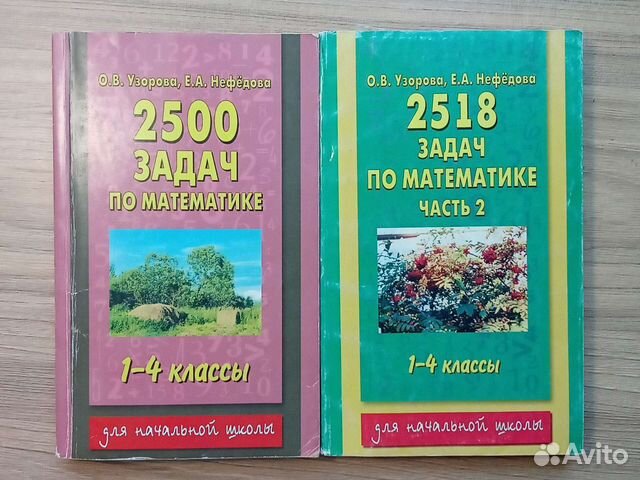 О.В. Узорова, Е.А. Нефёдова
2500
ЗАДАЧ
ПО МАТЕМАТИКЕ
1–4 классы
для начальной школы
О.В. Узорова, Е.А. Нефёдова
2518
ЗАДАЧ
ПО МАТЕМАТИКЕ
ЧАСТЬ 2
1–4 классы
для начальной школы
Avito